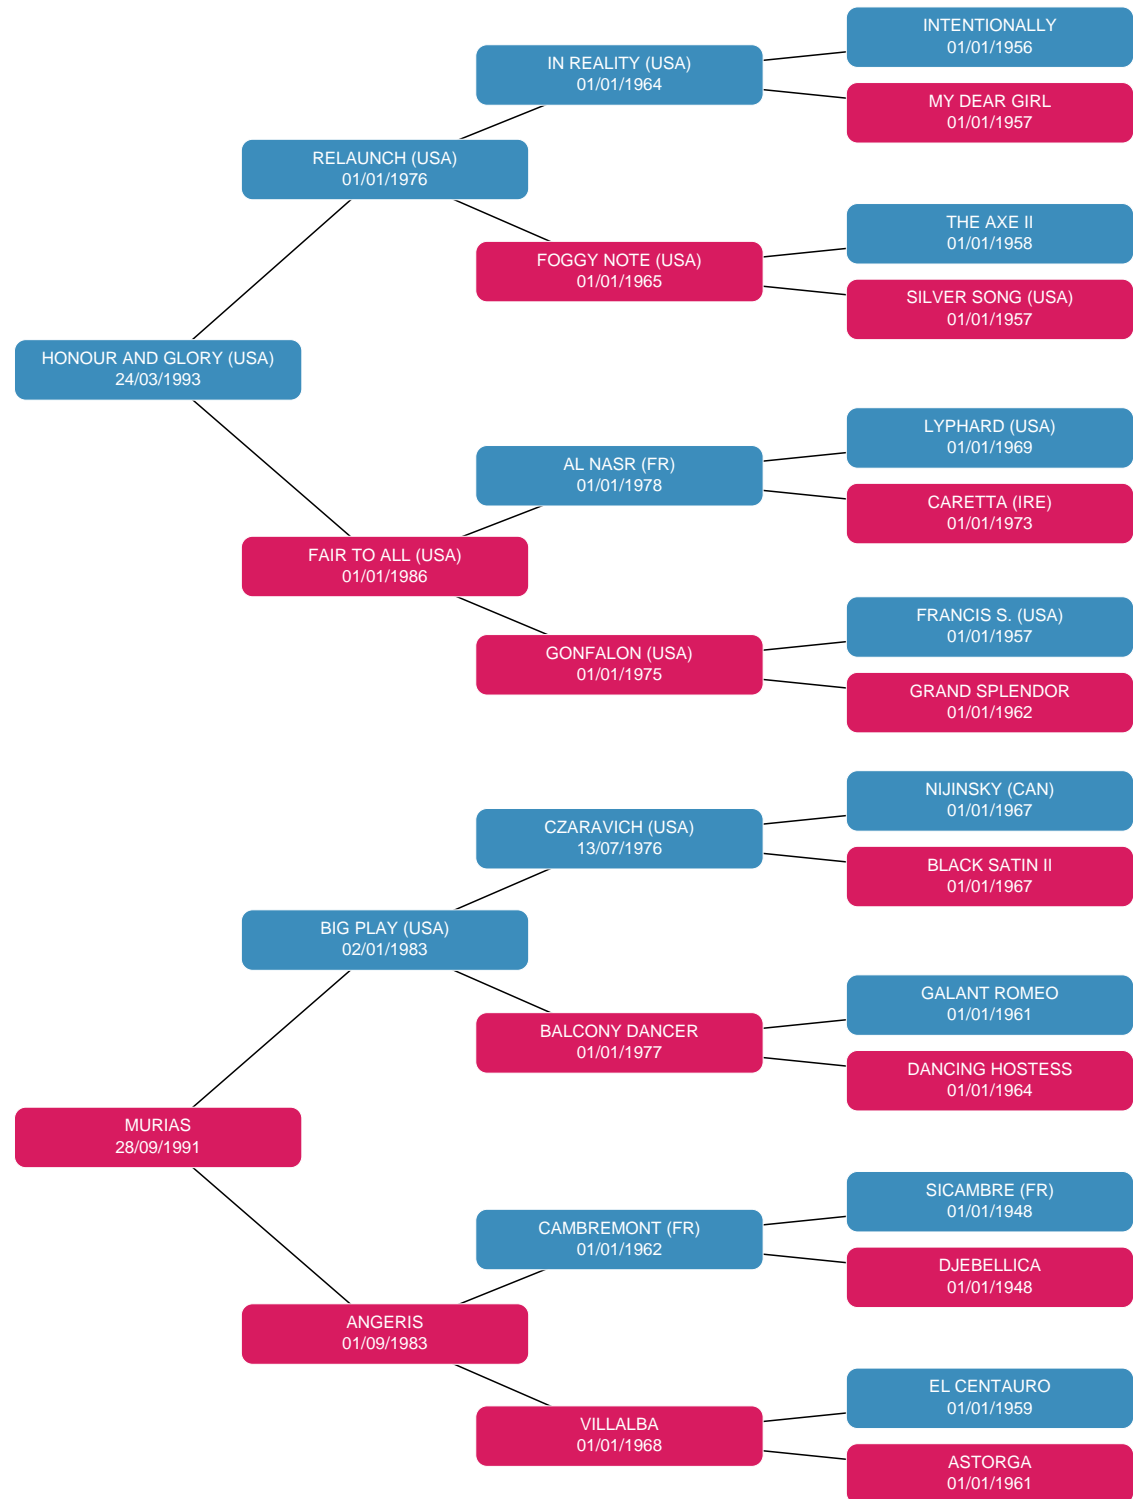 INTENTIONALLY
01/01/1956
IN REALITY (USA)
01/01/1964
MY DEAR GIRL
01/01/1957
RELAUNCH (USA)
01/01/1976
THE AXE II
01/01/1958
FOGGY NOTE (USA)
01/01/1965
SILVER SONG (USA)
01/01/1957
HONOUR AND GLORY (USA)
24/03/1993
LYPHARD (USA)
01/01/1969
AL NASR (FR)
01/01/1978
CARETTA (IRE)
01/01/1973
FAIR TO ALL (USA)
01/01/1986
FRANCIS S. (USA)
01/01/1957
GONFALON (USA)
01/01/1975
GRAND SPLENDOR
01/01/1962
NIJINSKY (CAN)
01/01/1967
CZARAVICH (USA)
13/07/1976
BLACK SATIN II
01/01/1967
BIG PLAY (USA)
02/01/1983
GALANT ROMEO
01/01/1961
BALCONY DANCER
01/01/1977
DANCING HOSTESS
01/01/1964
MURIAS
28/09/1991
SICAMBRE (FR)
01/01/1948
CAMBREMONT (FR)
01/01/1962
DJEBELLICA
01/01/1948
ANGERIS
01/09/1983
EL CENTAURO
01/01/1959
VILLALBA
01/01/1968
ASTORGA
01/01/1961